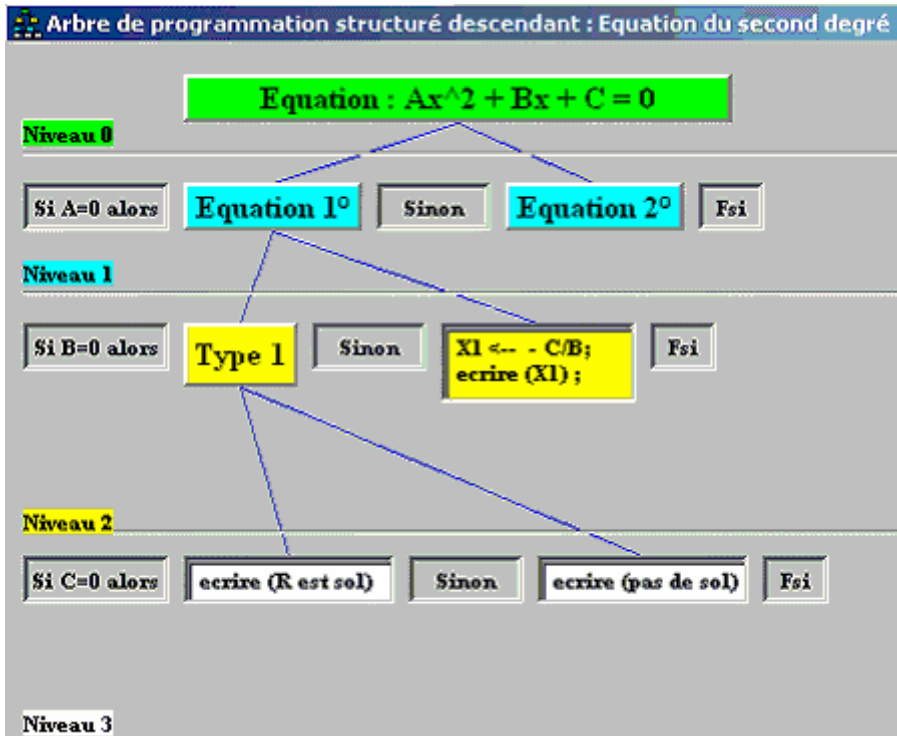 Arbre de programmation structuré descendant : Equation du second degré
Equation : Ax^2 + Bx + C = 0
Niveau 0
Si A=0 alors Equation 1° Sinon Equation 2° Fsi
Niveau 1
Si B=0 alors Type 1 Sinon X1 <-- - C/B; Fsi
ecrire (X1) ;
Niveau 2
Si C=0 alors ecrire (R est sol) Sinon ecrire (pas de sol) Fsi
Niveau 3